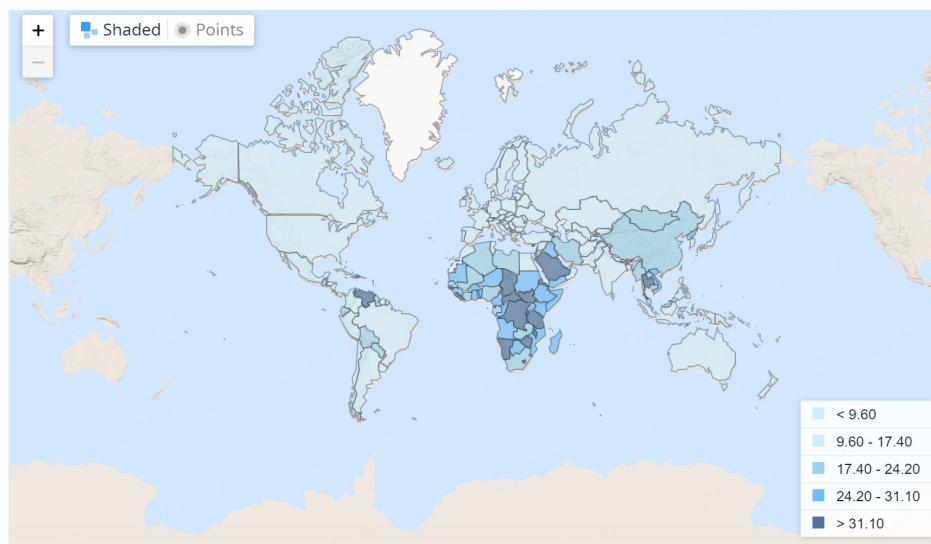 +
Shaded Points
−
< 9.60
9.60 - 17.40
17.40 - 24.20
24.20 - 31.10
> 31.10